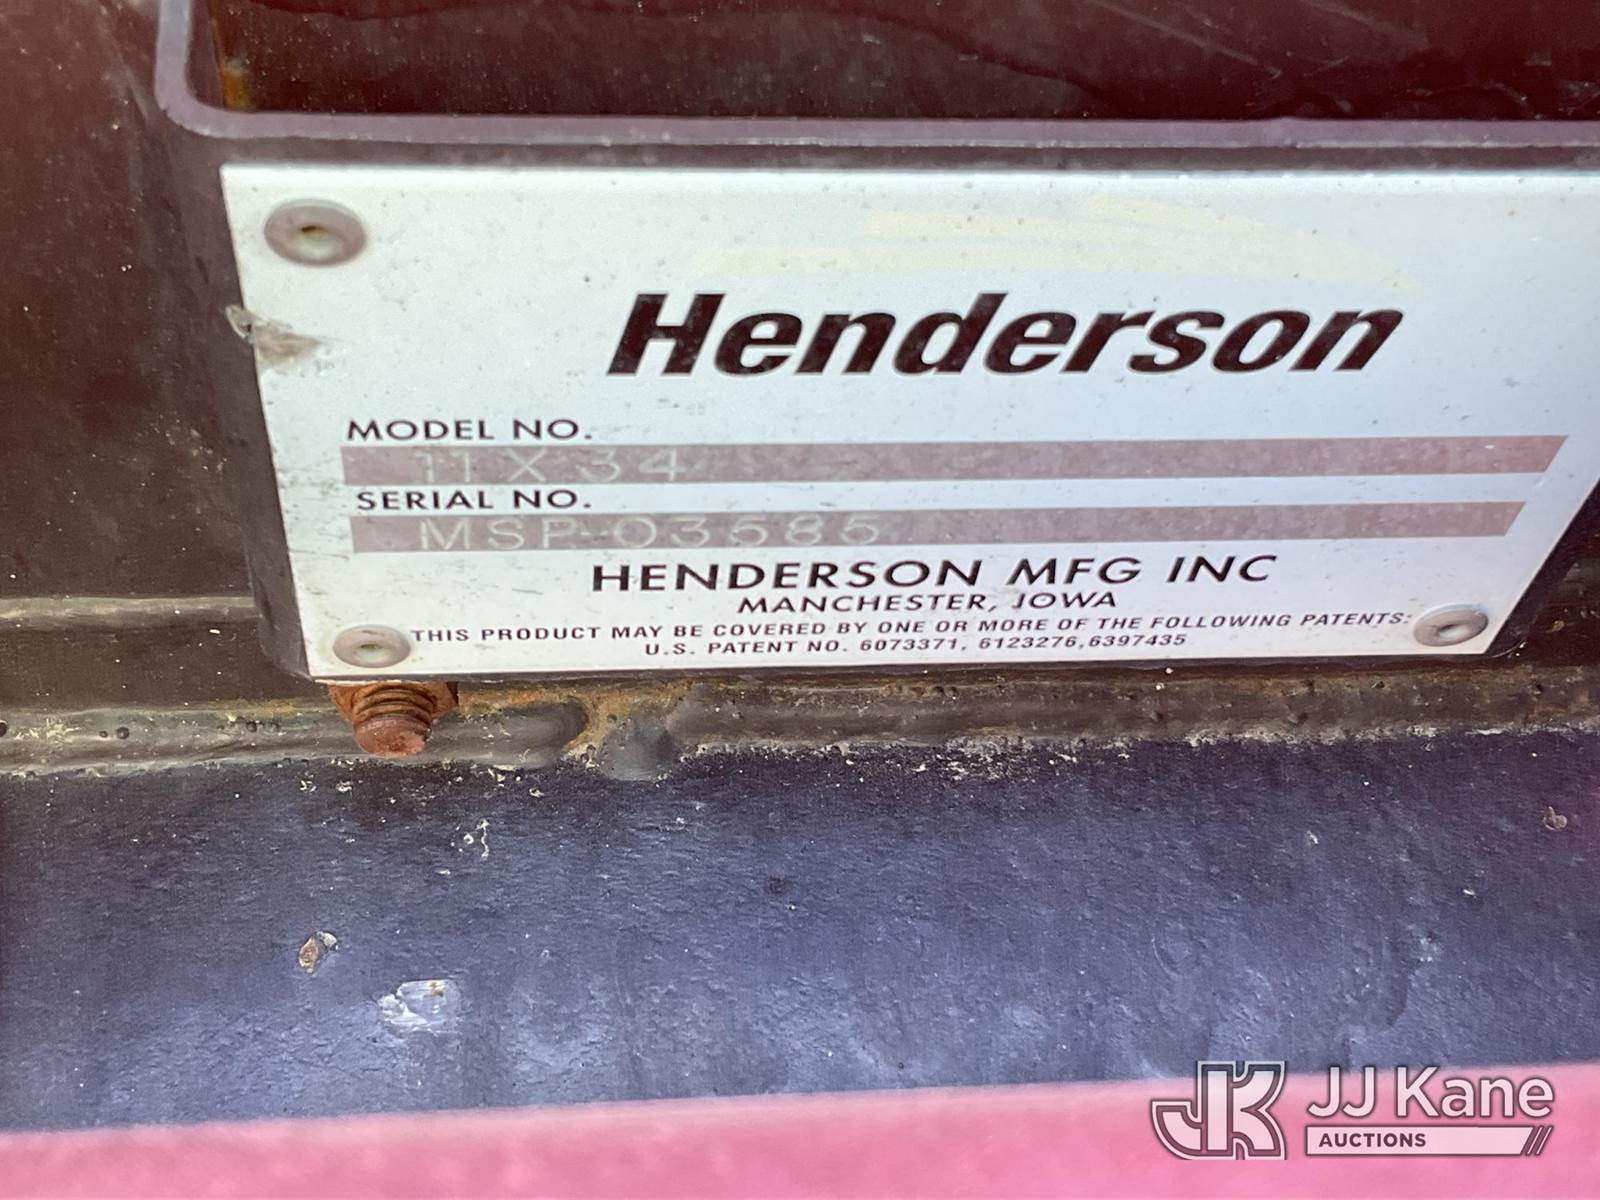 Henderson
MODEL NO.
11X34
SERIAL NO.
MSP-03585
HENDERSON MFG INC
MANCHESTER, IOWA
THIS PRODUCT MAY BE COVERED BY ONE OR MORE OF THE FOLLOWING PATENTS:
U.S. PATENT NO. 6073371, 6123276,6397435
JK JJ Kane
AUCTIONS